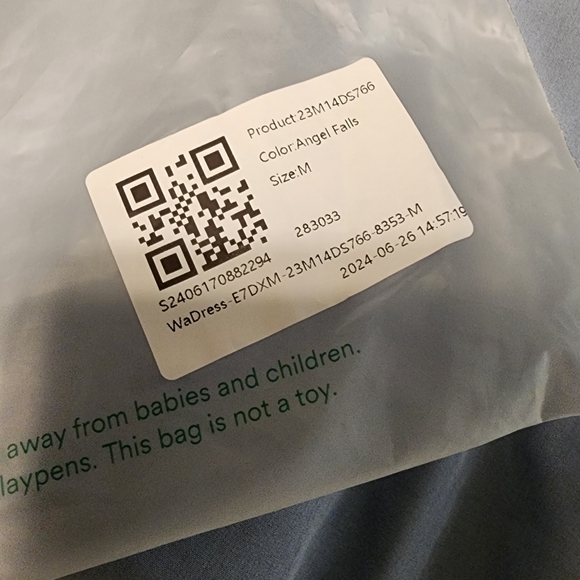 Product:23M14DS766
Color:Angel Falls
Size:M
283033
S2406170882294
WaDress-E7DXM-23M14DS766-8353-M
2024-06-26 14:57:19
away from babies and children.
laypens. This bag is not a toy.